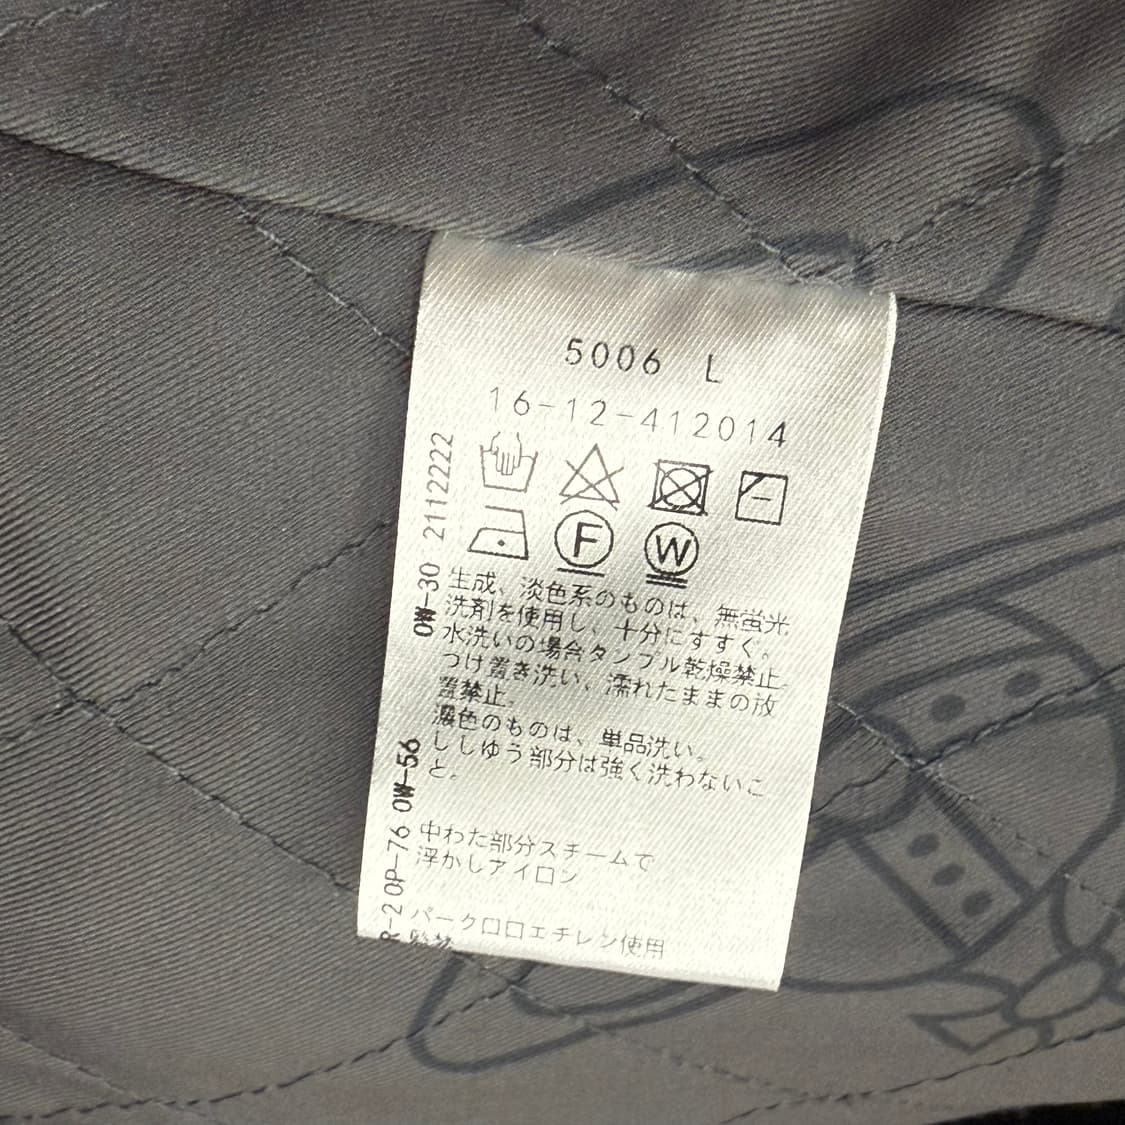 5006 L
16-12-412014
F W
生成、淡色系のものは、無蛍光
洗剤を使用し、十分にすすぐ。
水洗いの場合タンブル乾燥禁止。
つけ置き洗い、濡れたままの放
置禁止。
濃色のものは、単品洗い。
ししゅう部分は強く洗わないこ
と。
中わた部分スチームで
浮かしアイロン
パークロロエチレン使用
R-2 0P-76 0W-56
0W-30 2112222